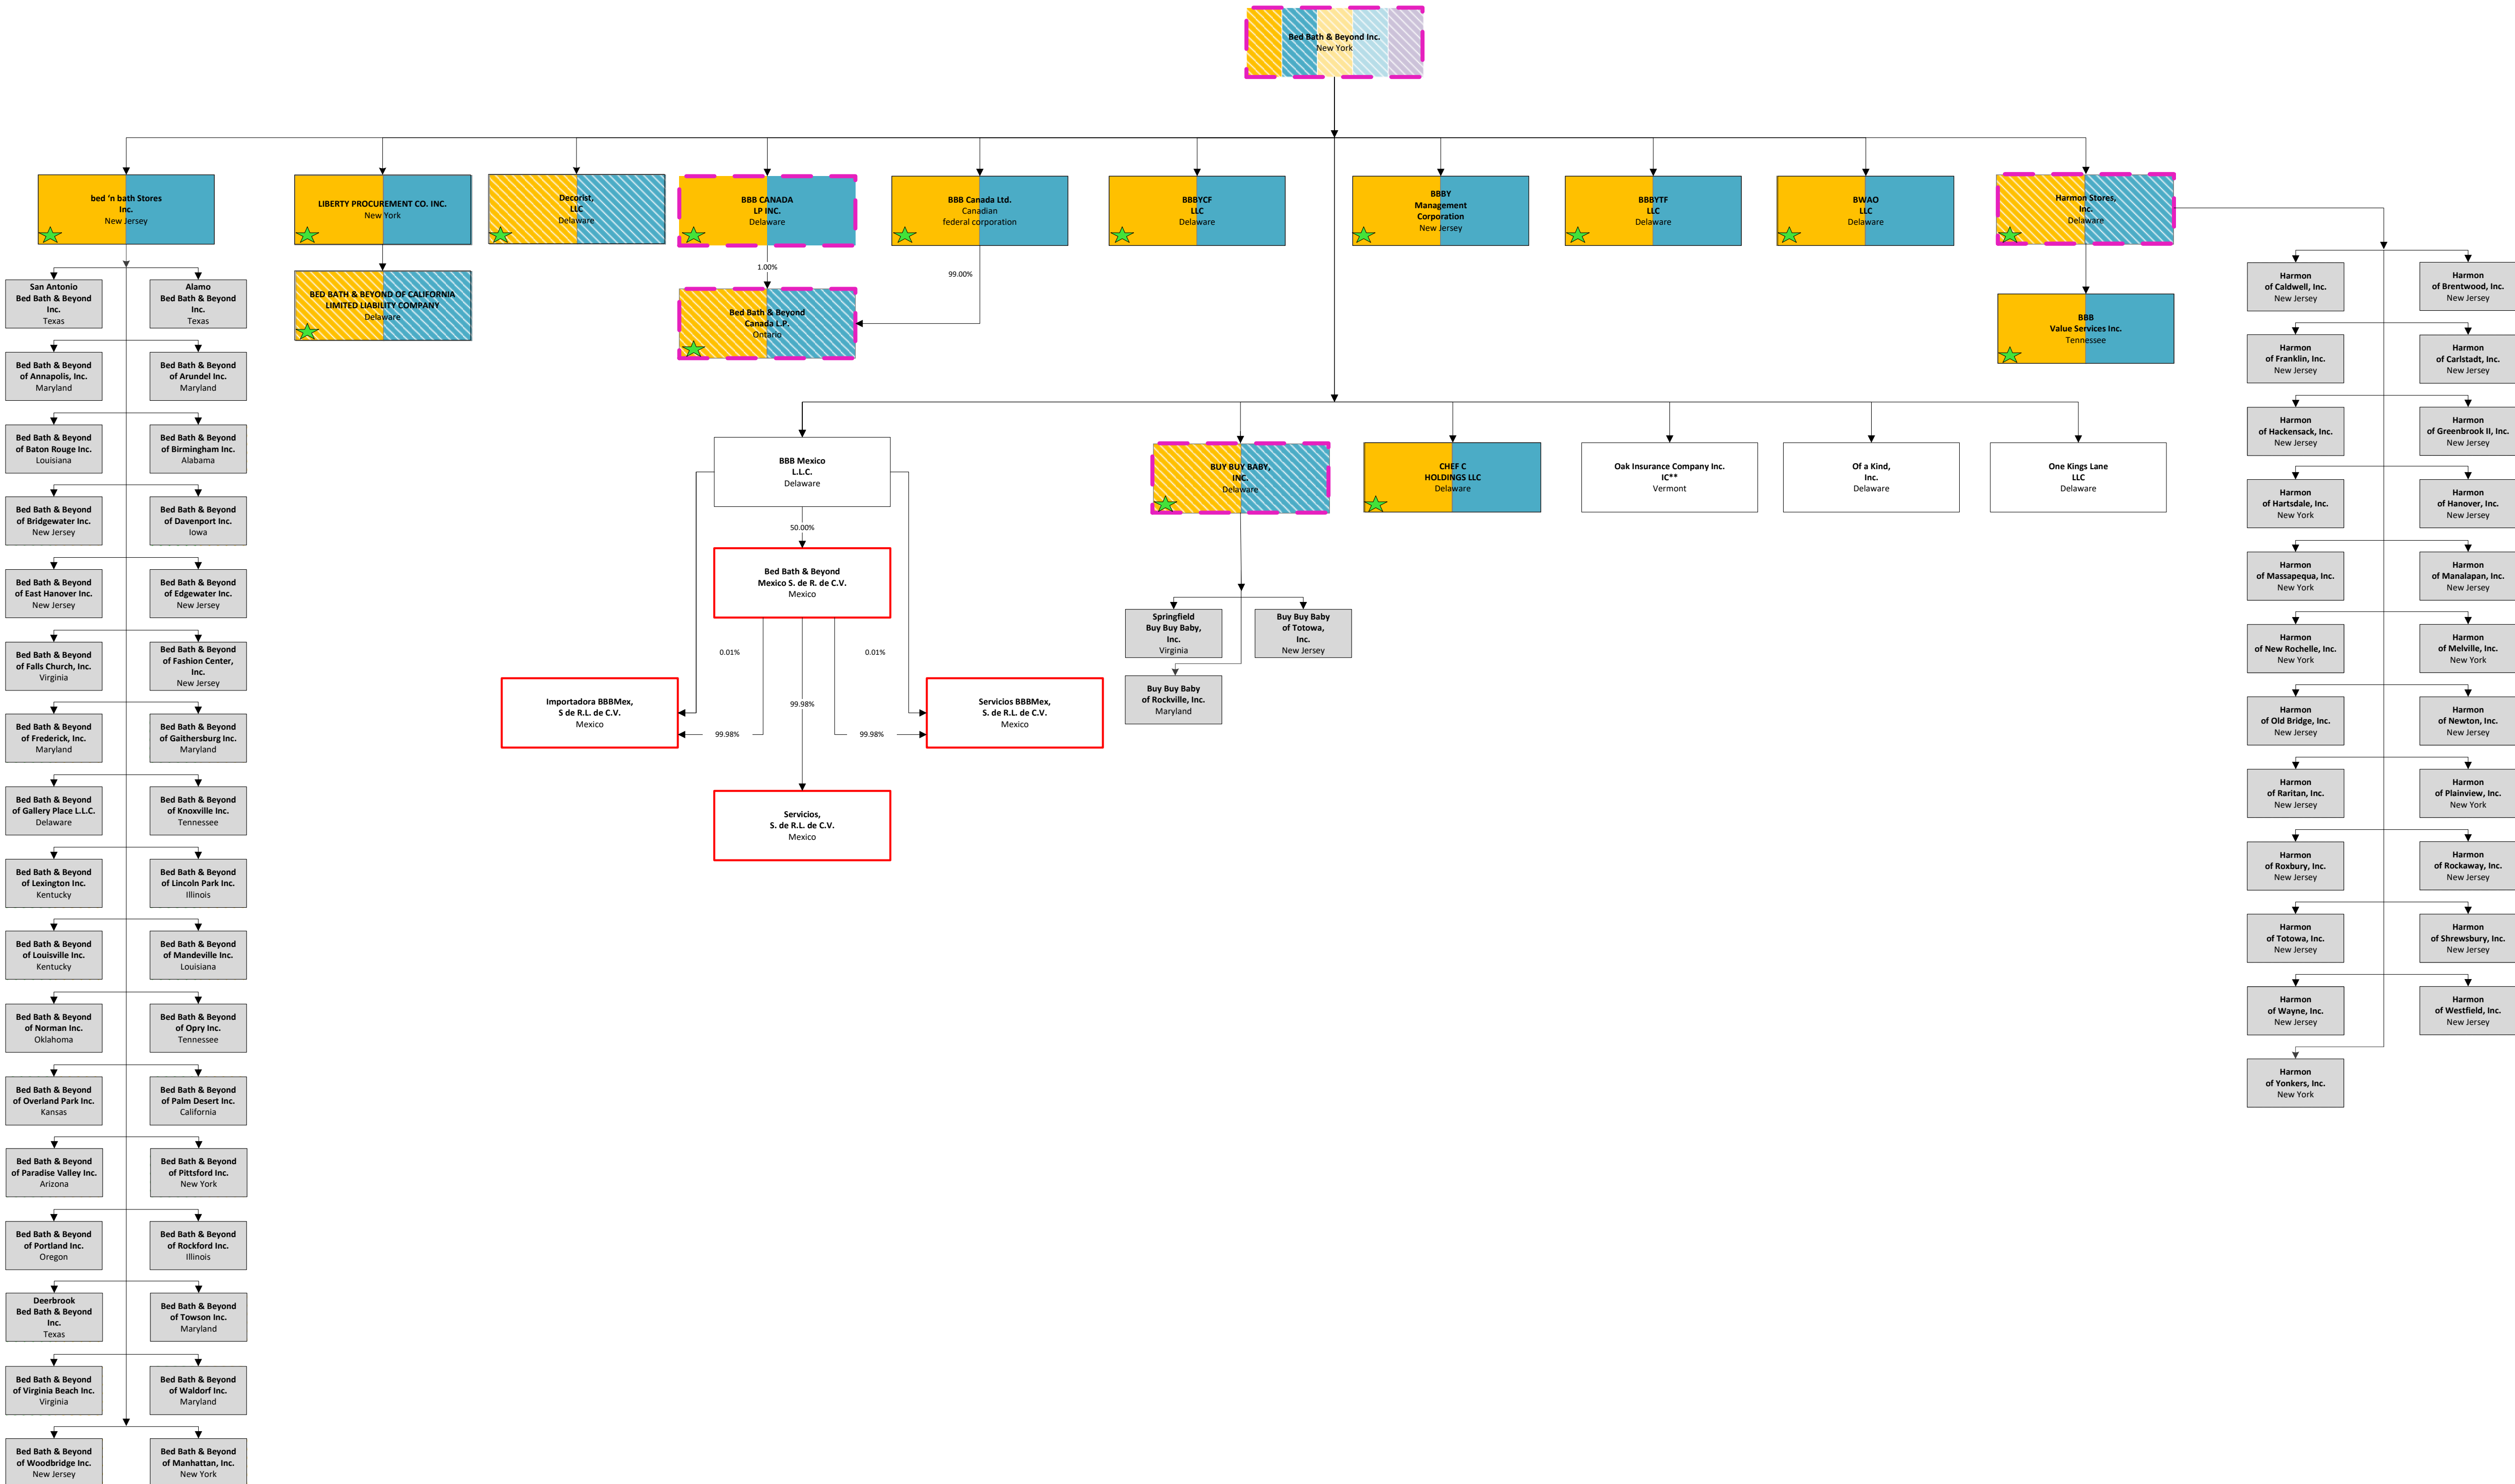 Bed Bath & Beyond Inc.
New York
bed 'n bath Stores
Inc.
New Jersey
LIBERTY PROCUREMENT CO. INC.
New York
Decorist,
LLC
Delaware
BBB CANADA
LP INC.
Delaware
BBB Canada Ltd.
Canadian
federal corporation
BBBYCF
LLC
Delaware
BBBY
Management
Corporation
New Jersey
BBBYTF
LLC
Delaware
BWAO
LLC
Delaware
Harmon Stores,
Inc.
Delaware
BED BATH & BEYOND OF CALIFORNIA
LIMITED LIABILITY COMPANY
Delaware
1.00%
99.00%
Bed Bath & Beyond
Canada L.P.
Ontario
BBB
Value Services Inc.
Tennessee
San Antonio
Bed Bath & Beyond
Inc.
Texas
Alamo
Bed Bath & Beyond
Inc.
Texas
Bed Bath & Beyond
of Annapolis, Inc.
Maryland
Bed Bath & Beyond
of Arundel Inc.
Maryland
Bed Bath & Beyond
of Baton Rouge Inc.
Louisiana
Bed Bath & Beyond
of Birmingham Inc.
Alabama
Bed Bath & Beyond
of Bridgewater Inc.
New Jersey
Bed Bath & Beyond
of Davenport Inc.
Iowa
Bed Bath & Beyond
of East Hanover Inc.
New Jersey
Bed Bath & Beyond
of Edgewater Inc.
New Jersey
Bed Bath & Beyond
of Falls Church, Inc.
Virginia
Bed Bath & Beyond
of Fashion Center,
Inc.
New Jersey
Bed Bath & Beyond
of Frederick, Inc.
Maryland
Bed Bath & Beyond
of Gaithersburg Inc.
Maryland
Bed Bath & Beyond
of Gallery Place L.L.C.
Delaware
Bed Bath & Beyond
of Knoxville Inc.
Tennessee
Bed Bath & Beyond
of Lexington Inc.
Kentucky
Bed Bath & Beyond
of Lincoln Park Inc.
Illinois
Bed Bath & Beyond
of Louisville Inc.
Kentucky
Bed Bath & Beyond
of Mandeville Inc.
Louisiana
Bed Bath & Beyond
of Norman Inc.
Oklahoma
Bed Bath & Beyond
of Opry Inc.
Tennessee
Bed Bath & Beyond
of Overland Park Inc.
Kansas
Bed Bath & Beyond
of Palm Desert Inc.
California
Bed Bath & Beyond
of Paradise Valley Inc.
Arizona
Bed Bath & Beyond
of Pittsford Inc.
New York
Bed Bath & Beyond
of Portland Inc.
Oregon
Bed Bath & Beyond
of Rockford Inc.
Illinois
Deerbrook
Bed Bath & Beyond
Inc.
Texas
Bed Bath & Beyond
of Towson Inc.
Maryland
Bed Bath & Beyond
of Virginia Beach Inc.
Virginia
Bed Bath & Beyond
of Waldorf Inc.
Maryland
Bed Bath & Beyond
of Woodbridge Inc.
New Jersey
Bed Bath & Beyond
of Manhattan, Inc.
New York
BBB Mexico
L.L.C.
Delaware
BUY BUY BABY,
INC.
Delaware
CHEF C
HOLDINGS LLC
Delaware
Oak Insurance Company Inc.
IC**
Vermont
Of a Kind,
Inc.
Delaware
One Kings Lane
LLC
Delaware
50.00%
Bed Bath & Beyond
Mexico S. de R. de C.V.
Mexico
0.01%
0.01%
Importadora BBBMex,
S de R.L. de C.V.
Mexico
99.98%
Servicios BBBMex,
S. de R.L. de C.V.
Mexico
99.98%
99.98%
Servicios,
S. de R.L. de C.V.
Mexico
Springfield
Buy Buy Baby,
Inc.
Virginia
Buy Buy Baby
of Totowa,
Inc.
New Jersey
Buy Buy Baby
of Rockville, Inc.
Maryland
Harmon
of Caldwell, Inc.
New Jersey
Harmon
of Brentwood, Inc.
New Jersey
Harmon
of Franklin, Inc.
New Jersey
Harmon
of Carlstadt, Inc.
New Jersey
Harmon
of Hackensack, Inc.
New Jersey
Harmon
of Greenbrook II, Inc.
New Jersey
Harmon
of Hartsdale, Inc.
New York
Harmon
of Hanover, Inc.
New Jersey
Harmon
of Massapequa, Inc.
New York
Harmon
of Manalapan, Inc.
New Jersey
Harmon
of New Rochelle, Inc.
New York
Harmon
of Melville, Inc.
New York
Harmon
of Old Bridge, Inc.
New Jersey
Harmon
of Newton, Inc.
New Jersey
Harmon
of Raritan, Inc.
New Jersey
Harmon
of Plainview, Inc.
New York
Harmon
of Roxbury, Inc.
New Jersey
Harmon
of Rockaway, Inc.
New Jersey
Harmon
of Totowa, Inc.
New Jersey
Harmon
of Shrewsbury, Inc.
New Jersey
Harmon
of Wayne, Inc.
New Jersey
Harmon
of Westfield, Inc.
New Jersey
Harmon
of Yonkers, Inc.
New York